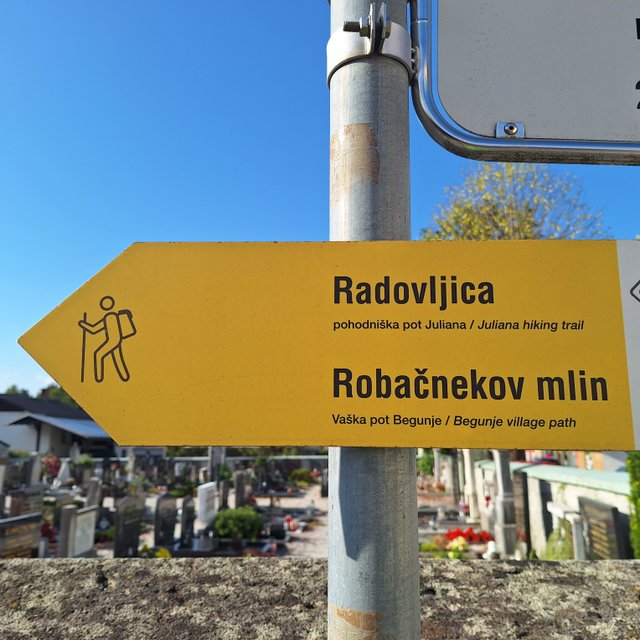 Radovljica
pohodniška pot Juliana / Juliana hiking trail
Robačnekov mlin
Vaška pot Begunje / Begunje village path